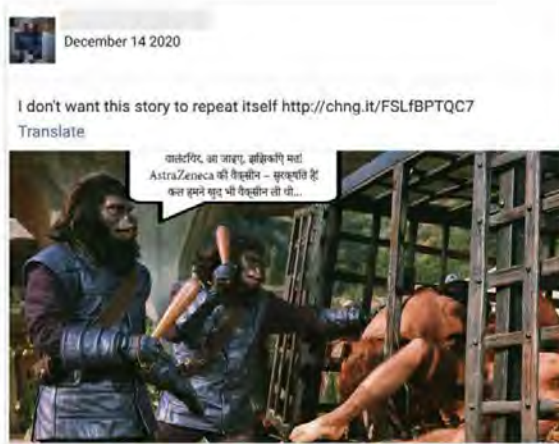 December 14 2020
I don't want this story to repeat itself http://chng.it/FSLfBPTQC7
Translate
वालंटियर, आ जाइए, झिझकिए मत!
AstraZeneca की वैक्सीन – सुरक्षित है!
कल हमने खुद भी वैक्सीन ली थी...